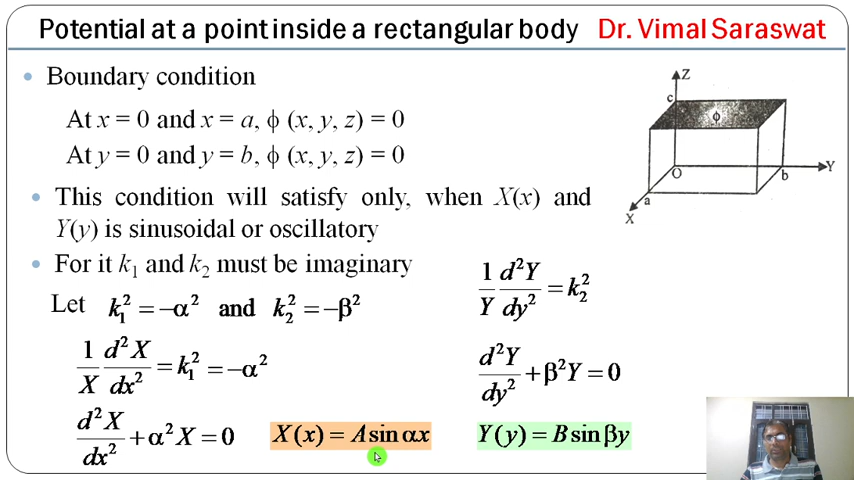 Potential at a point inside a rectangular body Dr. Vimal Saraswat
• Boundary condition
At x = 0 and x = a, ϕ (x, y, z) = 0
At y = 0 and y = b, ϕ (x, y, z) = 0
• This condition will satisfy only, when X(x) and
Y(y) is sinusoidal or oscillatory
• For it k₁ and k₂ must be imaginary
Let k₁² = −α² and k₂² = −β²
1/X d²X/dx² = k₁² = −α²
d²X/dx² + α²X = 0
X(x) = A sin αx
1/Y d²Y/dy² = k₂²
d²Y/dy² + β²Y = 0
Y(y) = B sin βy
Z
c
ϕ
O
b
Y
a
X